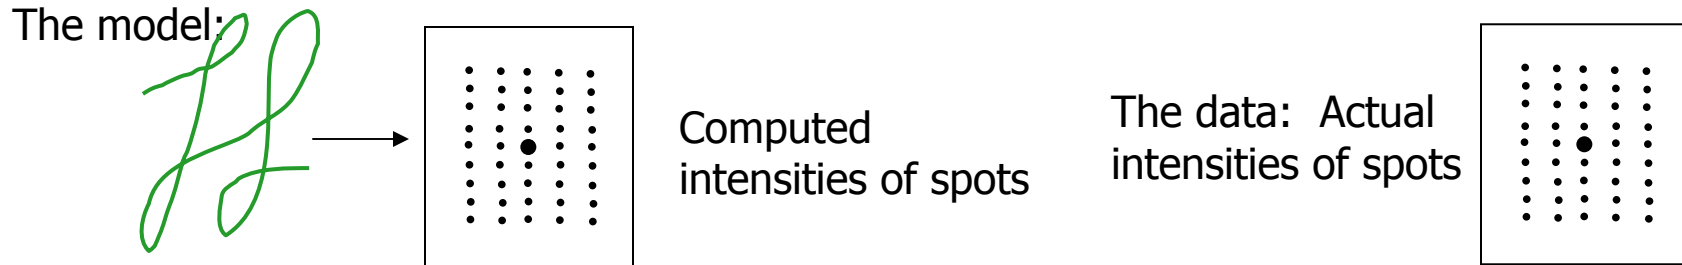 The model:
Computed
intensities of spots
The data: Actual
intensities of spots